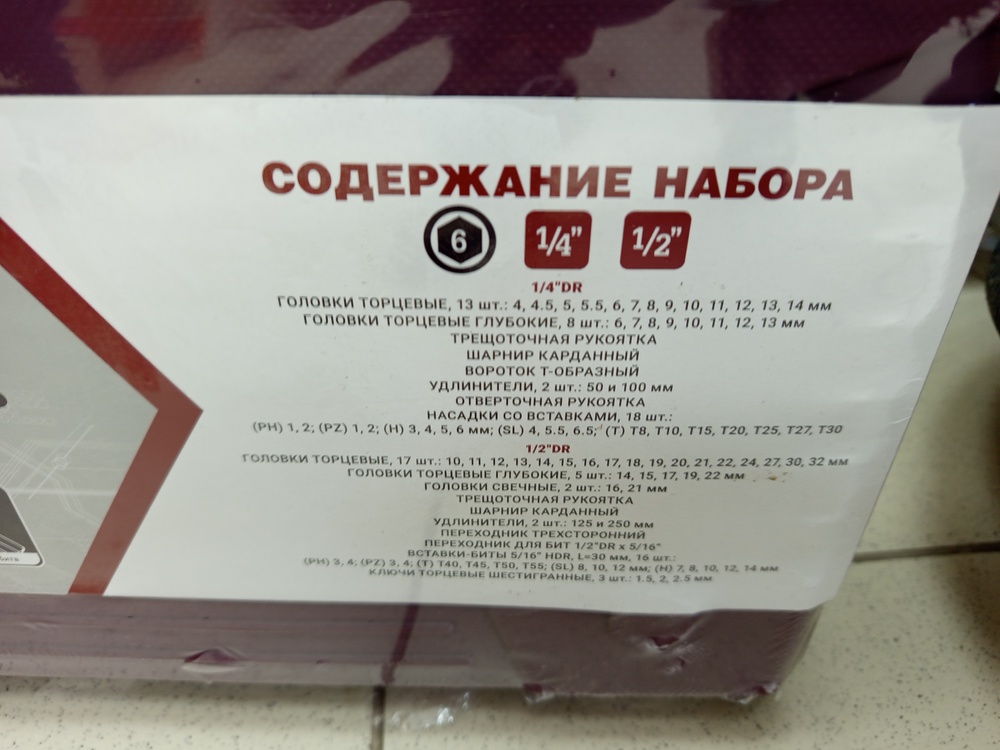 СОДЕРЖАНИЕ НАБОРА
6 1/4" 1/2"
1/4"DR
ГОЛОВКИ ТОРЦЕВЫЕ, 13 шт.: 4, 4.5, 5, 5.5, 6, 7, 8, 9, 10, 11, 12, 13, 14 мм
ГОЛОВКИ ТОРЦЕВЫЕ ГЛУБОКИЕ, 8 шт.: 6, 7, 8, 9, 10, 11, 12, 13 мм
ТРЕЩОТОЧНАЯ РУКОЯТКА
ШАРНИР КАРДАННЫЙ
ВОРОТОК Т-ОБРАЗНЫЙ
УДЛИНИТЕЛИ, 2 шт.: 50 и 100 мм
ОТВЕРТОЧНАЯ РУКОЯТКА
НАСАДКИ СО ВСТАВКАМИ, 18 шт.:
(PH) 1, 2; (PZ) 1, 2; (H) 3, 4, 5, 6 мм; (SL) 4, 5.5, 6.5; (T) T8, T10, T15, T20, T25, T27, T30
1/2"DR
ГОЛОВКИ ТОРЦЕВЫЕ, 17 шт.: 10, 11, 12, 13, 14, 15, 16, 17, 18, 19, 20, 21, 22, 24, 27, 30, 32 мм
ГОЛОВКИ ТОРЦЕВЫЕ ГЛУБОКИЕ, 5 шт.: 14, 15, 17, 19, 22 мм
ГОЛОВКИ СВЕЧНЫЕ, 2 шт.: 16, 21 мм
ТРЕЩОТОЧНАЯ РУКОЯТКА
ШАРНИР КАРДАННЫЙ
УДЛИНИТЕЛИ, 2 шт.: 125 и 250 мм
ПЕРЕХОДНИК ТРЕХСТОРОННИЙ
ПЕРЕХОДНИК ДЛЯ БИТ 1/2"DR x 5/16"
ВСТАВКИ-БИТЫ 5/16" HDR, L=30 мм, 16 шт.:
(PH) 3, 4; (PZ) 3, 4; (T) T40, T45, T50, T55; (SL) 8, 10, 12 мм; (H) 7, 8, 10, 12, 14 мм
КЛЮЧИ ТОРЦЕВЫЕ ШЕСТИГРАННЫЕ, 3 шт.: 1.5, 2, 2.5 мм